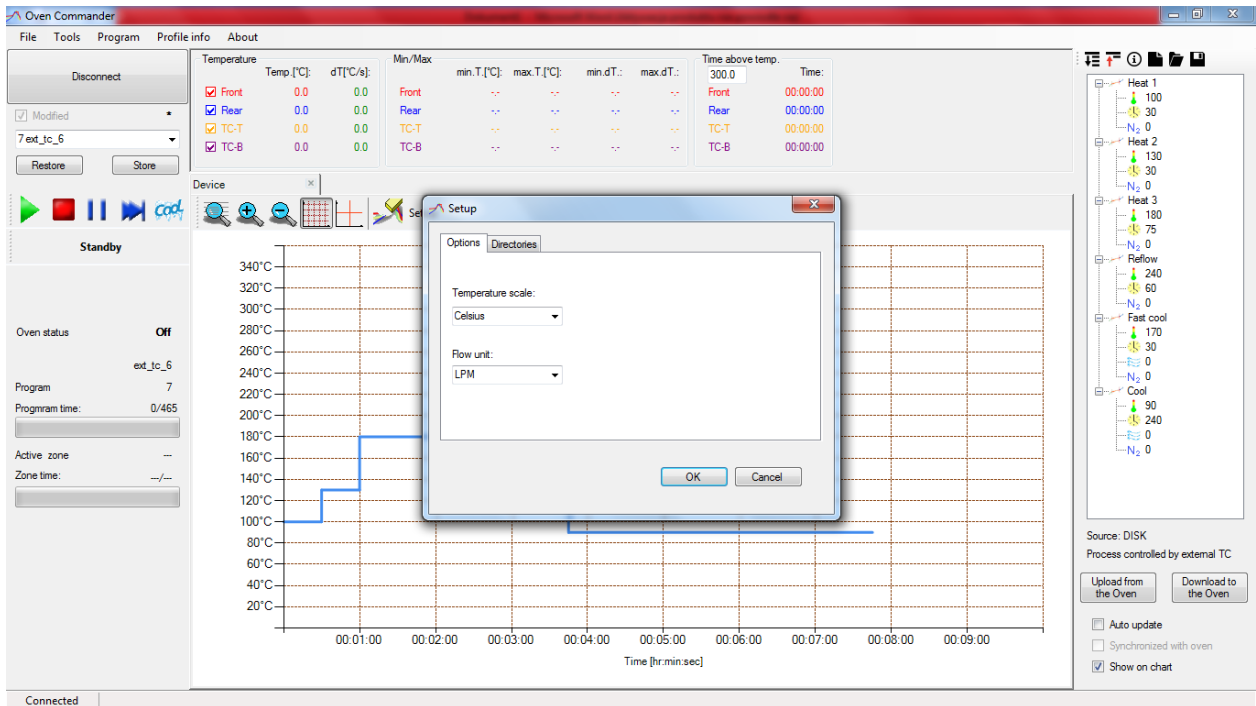 Oven Commander
File Tools Program Profile info About
Disconnect
Modified *
7 ext_tc_6
Restore Store
cool
Standby
Oven status Off
ext_tc_6
Program 7
Progmram time: 0/465
Active zone ---
Zone time: ---/---
Temperature
Temp.[°C]: dT[°C/s]:
Front 0.0 0.0
Rear 0.0 0.0
TC-T 0.0 0.0
TC-B 0.0 0.0
Min/Max
min.T.[°C]: max.T.[°C]: min.dT.: max.dT.:
Front -.- -.- -.- -.-
Rear -.- -.- -.- -.-
TC-T -.- -.- -.- -.-
TC-B -.- -.- -.- -.-
Time above temp.
300.0 Time:
Front 00:00:00
Rear 00:00:00
TC-T 00:00:00
TC-B 00:00:00
Device
Setup
Options Directories
Temperature scale:
Celsius
Flow unit:
LPM
OK Cancel
340°C
320°C
300°C
280°C
260°C
240°C
220°C
200°C
180°C
160°C
140°C
120°C
100°C
80°C
60°C
40°C
20°C
00:01:00 00:02:00 00:03:00 00:04:00 00:05:00 00:06:00 00:07:00 00:08:00 00:09:00
Time [hr:min:sec]
Heat 1
100
30
N2 0
Heat 2
130
30
N2 0
Heat 3
180
75
N2 0
Reflow
240
60
N2 0
Fast cool
170
30
0
N2 0
Cool
90
240
0
N2 0
Source: DISK
Process controlled by external TC
Upload from
the Oven
Download to
the Oven
Auto update
Synchronized with oven
Show on chart
Connected